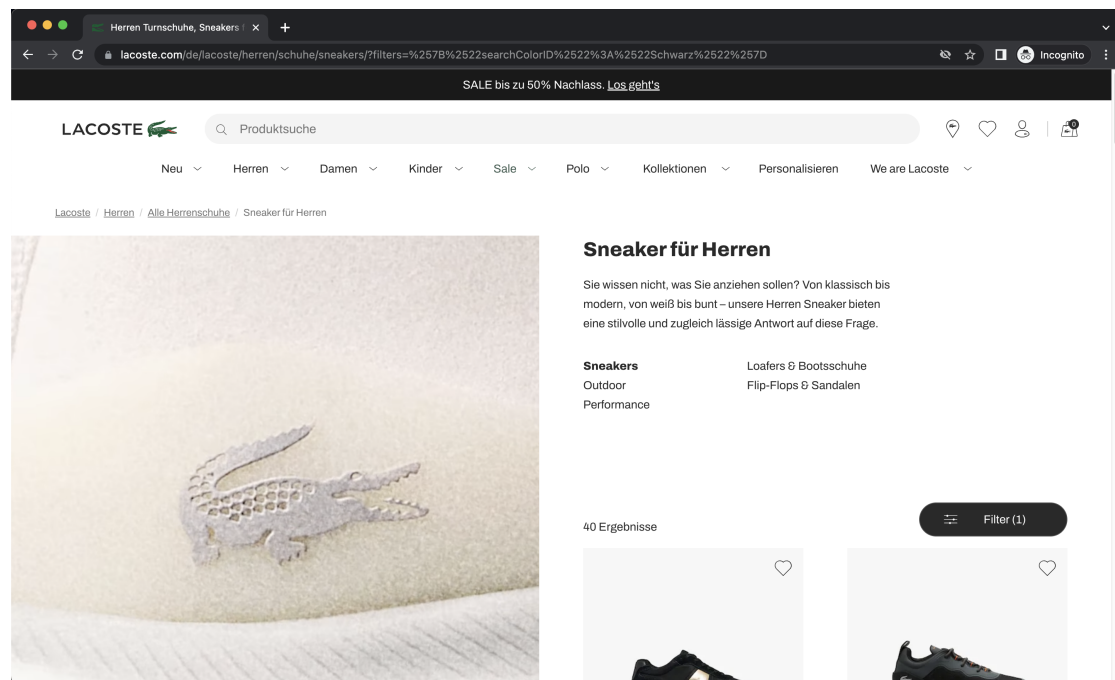 Herren Turnschuhe, Sneakers
lacoste.com/de/lacoste/herren/schuhe/sneakers/?filters=%257B%2522searchColorID%2522%3A%2522Schwarz%2522%257D
Incognito
SALE bis zu 50% Nachlass. Los geht's
LACOSTE
Produktsuche
0
Neu Herren Damen Kinder Sale Polo Kollektionen Personalisieren We are Lacoste
Lacoste / Herren / Alle Herrenschuhe / Sneaker für Herren
Sneaker für Herren
Sie wissen nicht, was Sie anziehen sollen? Von klassisch bis
modern, von weiß bis bunt – unsere Herren Sneaker bieten
eine stilvolle und zugleich lässige Antwort auf diese Frage.
Sneakers Loafers & Bootsschuhe
Outdoor Flip-Flops & Sandalen
Performance
40 Ergebnisse
Filter (1)